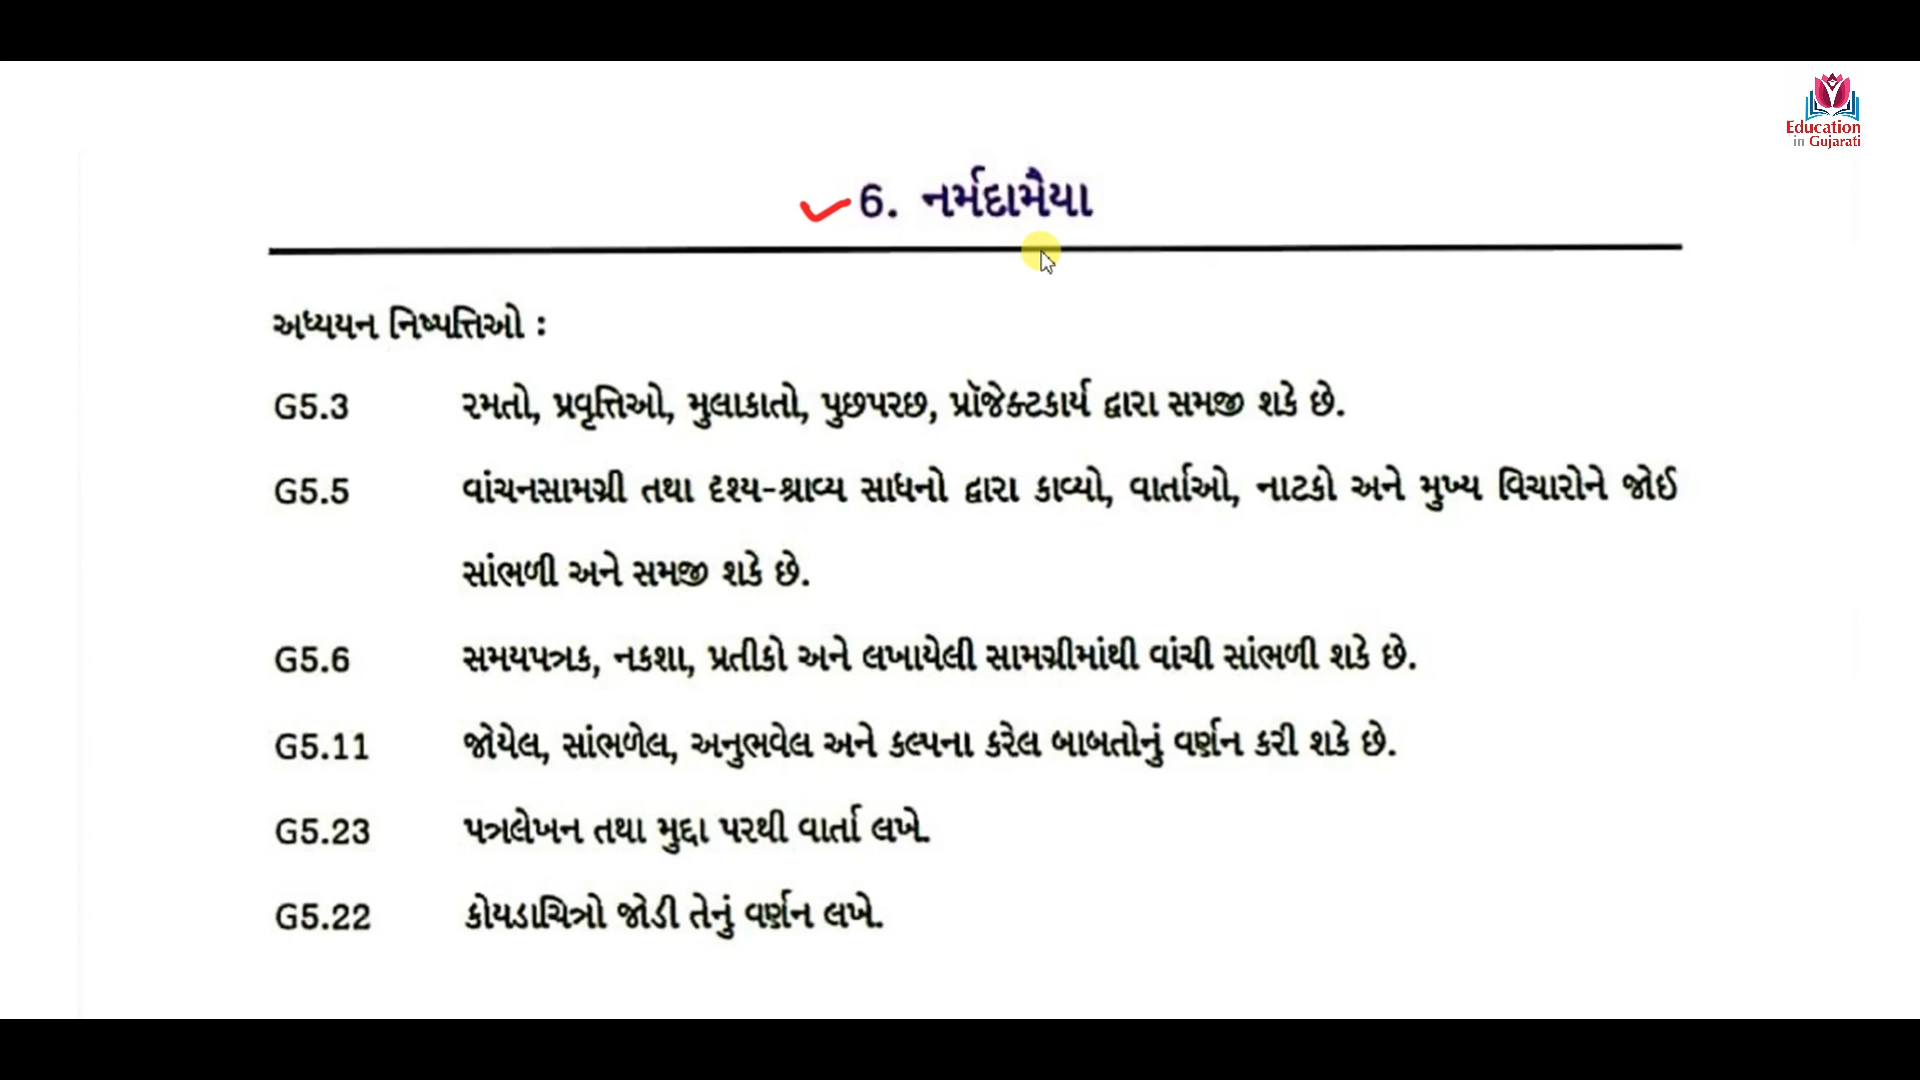 Education
in Gujarati
6. નર્મદામૈયા
અધ્યયન નિષ્પત્તિઓ :
G5.3 રમતો, પ્રવૃત્તિઓ, મુલાકાતો, પુછપરછ, પ્રૉજેક્ટકાર્ય દ્વારા સમજી શકે છે.
G5.5 વાંચનસામગ્રી તથા દૃશ્ય-શ્રાવ્ય સાધનો દ્વારા કાવ્યો, વાર્તાઓ, નાટકો અને મુખ્ય વિચારોને જોઈ
સાંભળી અને સમજી શકે છે.
G5.6 સમયપત્રક, નકશા, પ્રતીકો અને લખાયેલી સામગ્રીમાંથી વાંચી સાંભળી શકે છે.
G5.11 જોયેલ, સાંભળેલ, અનુભવેલ અને કલ્પના કરેલ બાબતોનું વર્ણન કરી શકે છે.
G5.23 પત્રલેખન તથા મુદ્દા પરથી વાર્તા લખે.
G5.22 કોયડાચિત્રો જોડી તેનું વર્ણન લખે.